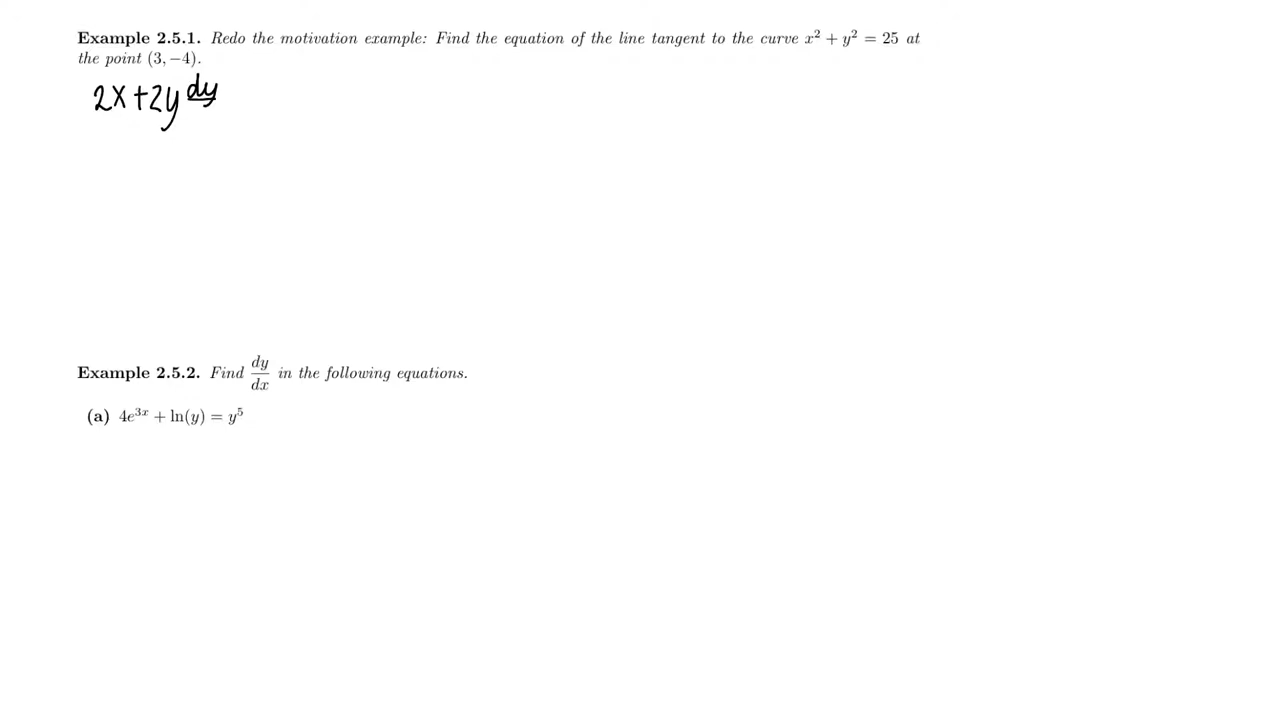 Example 2.5.1. Redo the motivation example: Find the equation of the line tangent to the curve x² + y² = 25 at
the point (3, −4).
2x+2y dy
Example 2.5.2. Find dy/dx in the following equations.
(a) 4e³ˣ + ln(y) = y⁵